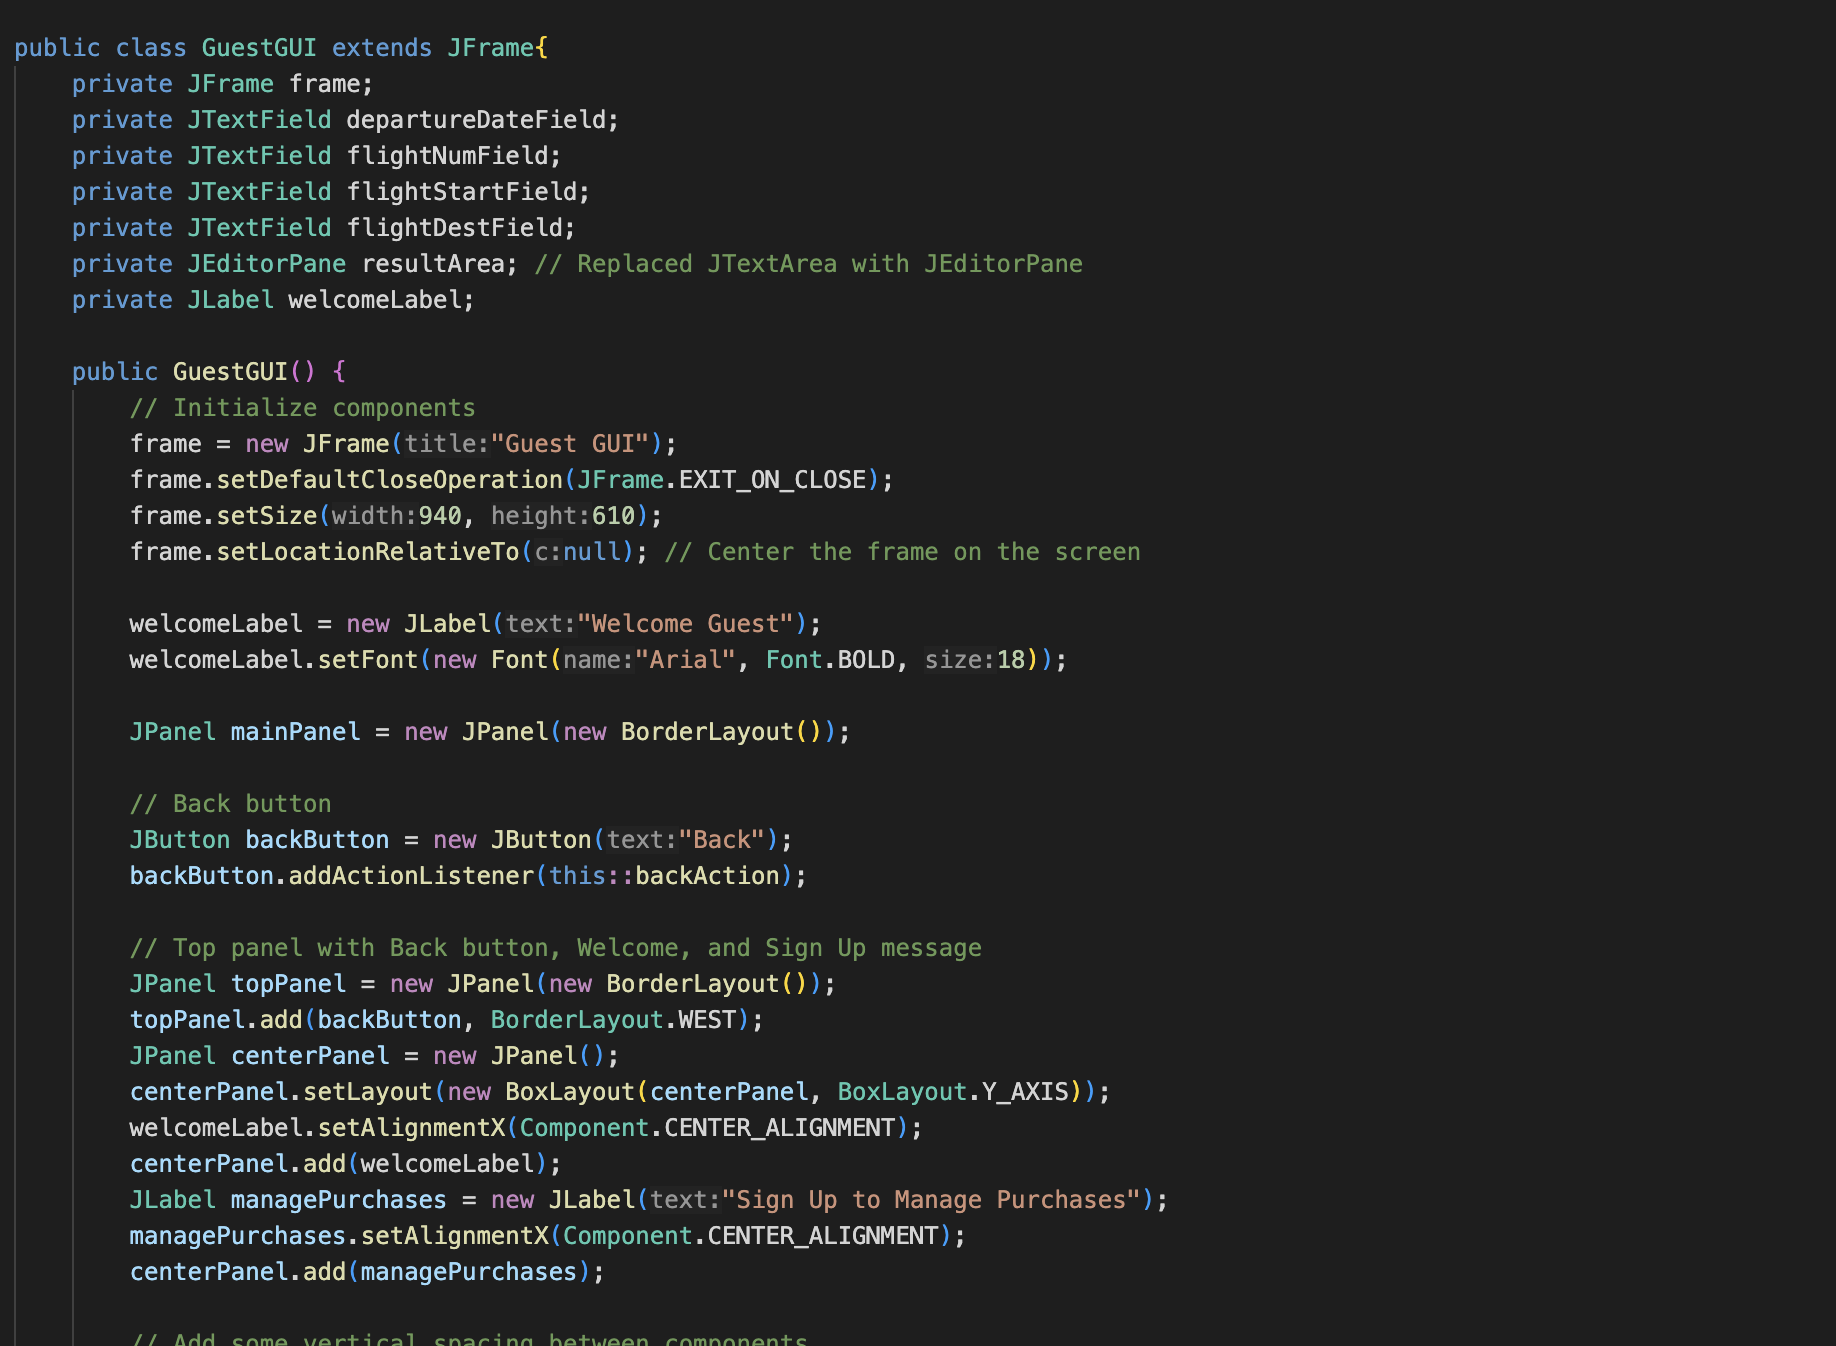 public class GuestGUI extends JFrame{
    private JFrame frame;
    private JTextField departureDateField;
    private JTextField flightNumField;
    private JTextField flightStartField;
    private JTextField flightDestField;
    private JEditorPane resultArea; // Replaced JTextArea with JEditorPane
    private JLabel welcomeLabel;

    public GuestGUI() {
        // Initialize components
        frame = new JFrame(title:"Guest GUI");
        frame.setDefaultCloseOperation(JFrame.EXIT_ON_CLOSE);
        frame.setSize(width:940, height:610);
        frame.setLocationRelativeTo(c:null); // Center the frame on the screen

        welcomeLabel = new JLabel(text:"Welcome Guest");
        welcomeLabel.setFont(new Font(name:"Arial", Font.BOLD, size:18));

        JPanel mainPanel = new JPanel(new BorderLayout());

        // Back button
        JButton backButton = new JButton(text:"Back");
        backButton.addActionListener(this::backAction);

        // Top panel with Back button, Welcome, and Sign Up message
        JPanel topPanel = new JPanel(new BorderLayout());
        topPanel.add(backButton, BorderLayout.WEST);
        JPanel centerPanel = new JPanel();
        centerPanel.setLayout(new BoxLayout(centerPanel, BoxLayout.Y_AXIS));
        welcomeLabel.setAlignmentX(Component.CENTER_ALIGNMENT);
        centerPanel.add(welcomeLabel);
        JLabel managePurchases = new JLabel(text:"Sign Up to Manage Purchases");
        managePurchases.setAlignmentX(Component.CENTER_ALIGNMENT);
        centerPanel.add(managePurchases);

        // Add some vertical spacing between components